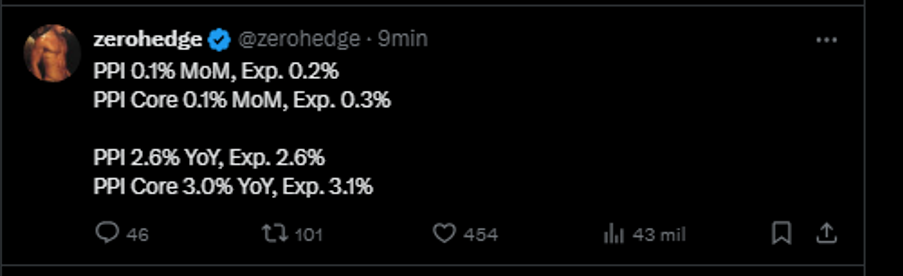 zerohedge @zerohedge · 9min
PPI 0.1% MoM, Exp. 0.2%
PPI Core 0.1% MoM, Exp. 0.3%
PPI 2.6% YoY, Exp. 2.6%
PPI Core 3.0% YoY, Exp. 3.1%
46 101 454 43 mil